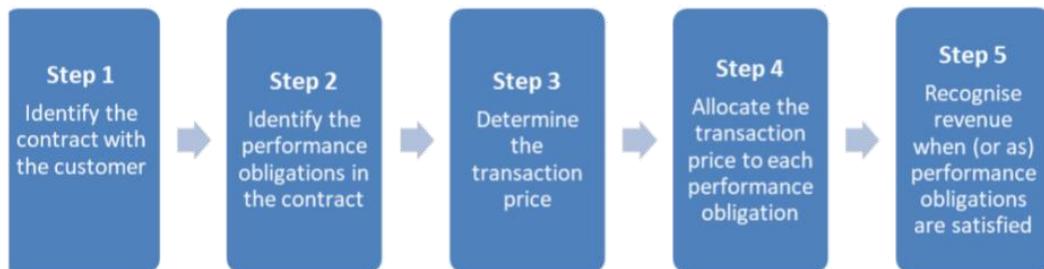 Step 1
Identify the
contract with
the customer
Step 2
Identify the
performance
obligations in
the contract
Step 3
Determine
the
transaction
price
Step 4
Allocate the
transaction
price to each
performance
obligation
Step 5
Recognise
revenue
when (or as)
performance
obligations
are satisfied